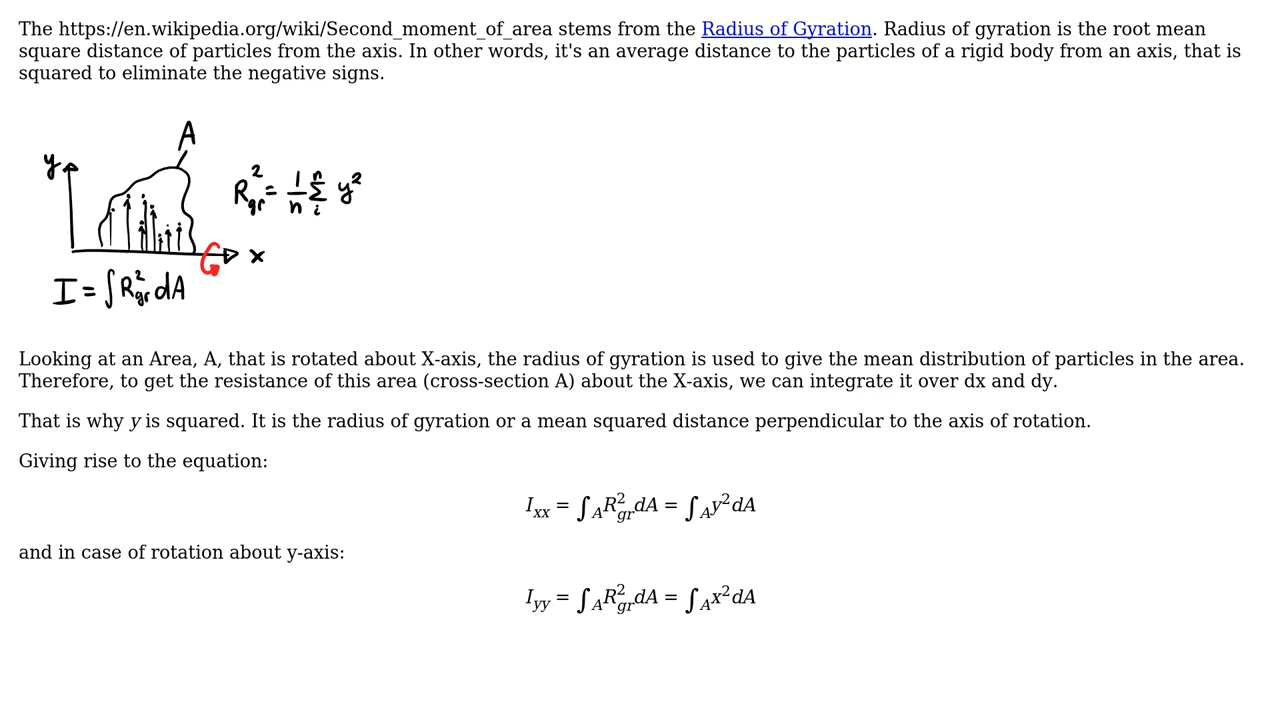 The https://en.wikipedia.org/wiki/Second_moment_of_area stems from the Radius of Gyration. Radius of gyration is the root mean
square distance of particles from the axis. In other words, it's an average distance to the particles of a rigid body from an axis, that is
squared to eliminate the negative signs.
A
y
R_gr^2 = 1/n ∑_i^n y^2
x
I = ∫R_gr^2 dA
Looking at an Area, A, that is rotated about X-axis, the radius of gyration is used to give the mean distribution of particles in the area.
Therefore, to get the resistance of this area (cross-section A) about the X-axis, we can integrate it over dx and dy.
That is why y is squared. It is the radius of gyration or a mean squared distance perpendicular to the axis of rotation.
Giving rise to the equation:
I_xx = ∫_A R_gr^2 dA = ∫_A y^2 dA
and in case of rotation about y-axis:
I_yy = ∫_A R_gr^2 dA = ∫_A x^2 dA